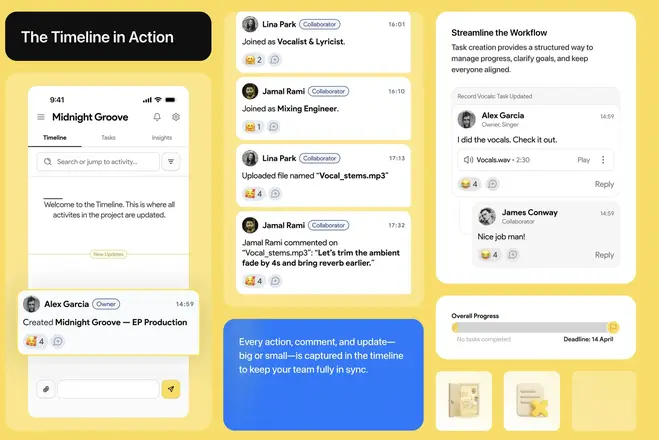 The Timeline in Action
9:41
Midnight Groove
Timeline
Tasks
Insights
Search or jump to activity...
Welcome to the Timeline. This is where all
activites in the project are updated.
New Updates
Alex Garcia
Owner
14:59
Created Midnight Groove — EP Production
4
Lina Park
Collaborator
16:01
Joined as Vocalist & Lyricist.
2
Jamal Rami
Collaborator
16:10
Joined as Mixing Engineer.
1
Lina Park
Collaborator
17:13
Uploaded file named “Vocal_stems.mp3”
4
Jamal Rami
Collaborator
17:32
Jamal Rami commented on
“Vocal_stems.mp3”: “Let’s trim the ambient
fade by 4s and bring reverb earlier.”
4
Every action, comment, and update—
big or small—is captured in the timeline
to keep your team fully in sync.
Streamline the Workflow
Task creation provides a structured way to
manage progress, clarify goals, and keep
everyone aligned.
Record Vocals: Task Updated
Alex Garcia
14:59
Owner, Singer
I did the vocals. Check it out.
Vocals.wav • 2:30
Play
4
Reply
James Conway
14:59
Collaborator
Nice job man!
4
Reply
Overall Progress
No tasks completed
Deadline: 14 April